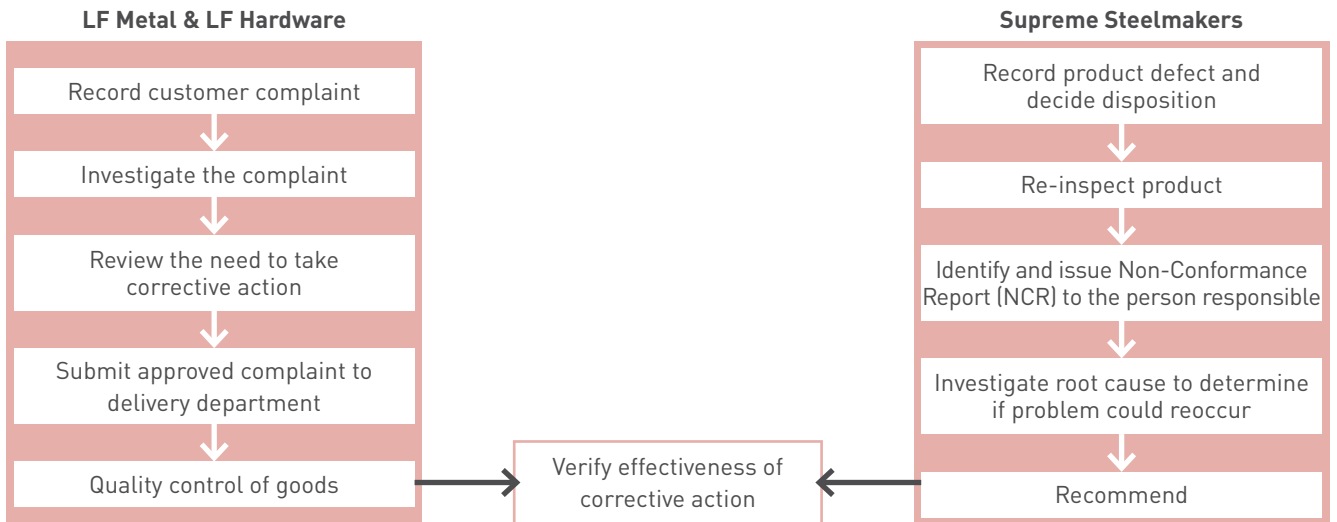 LF Metal & LF Hardware
Record customer complaint
Investigate the complaint
Review the need to take
corrective action
Submit approved complaint to
delivery department
Quality control of goods
Supreme Steelmakers
Record product defect and
decide disposition
Re-inspect product
Identify and issue Non-Conformance
Report (NCR) to the person responsible
Investigate root cause to determine
if problem could reoccur
Recommend
Verify effectiveness of
corrective action